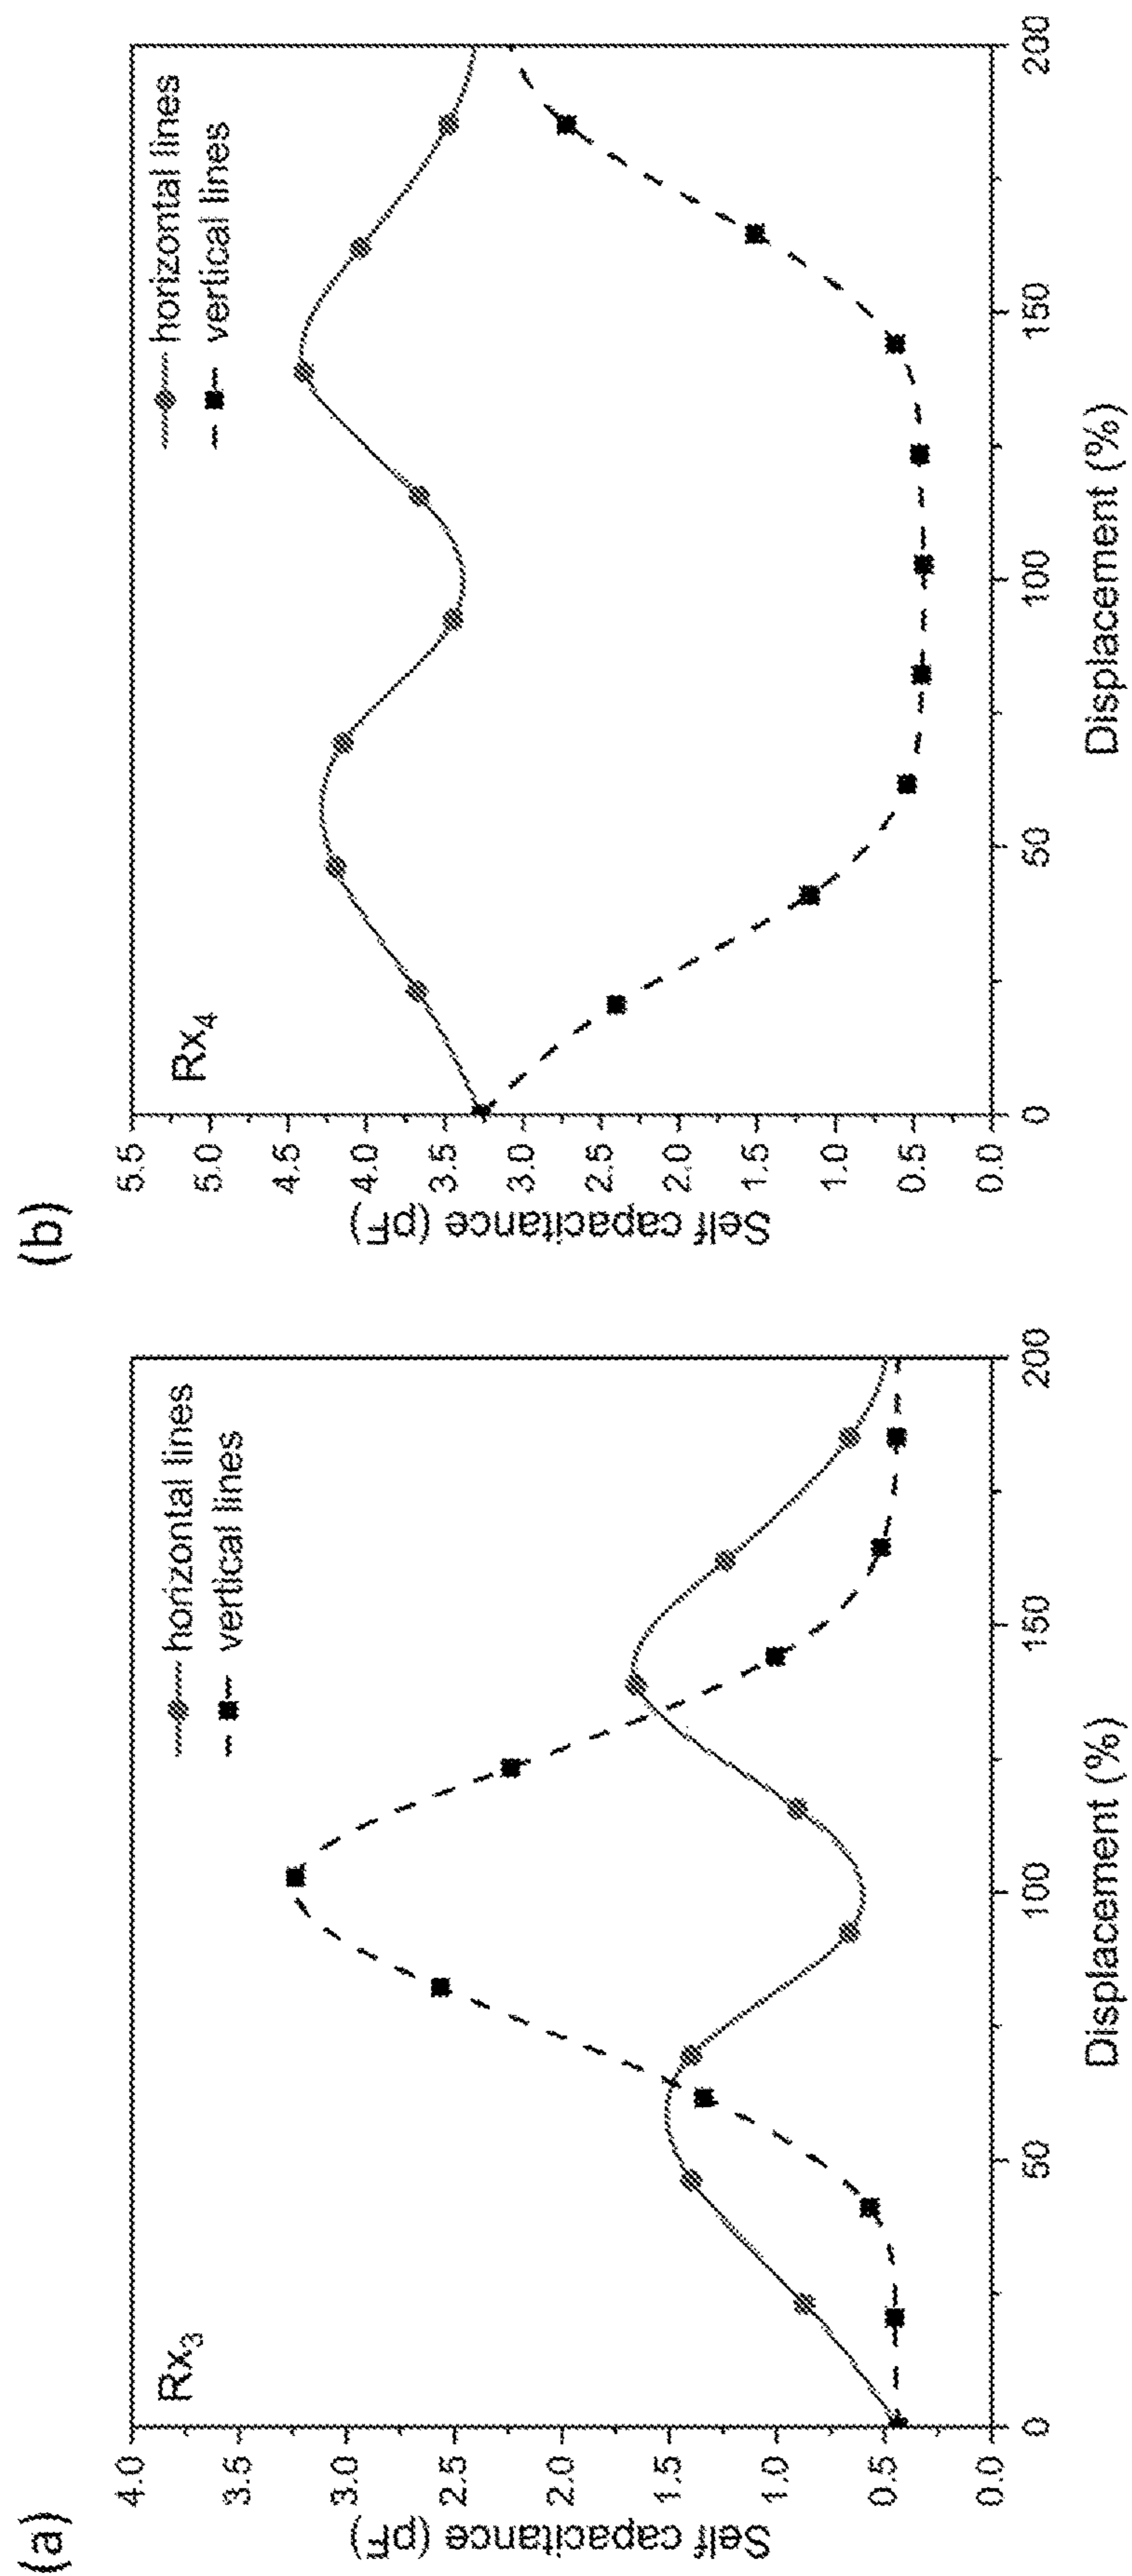 (a)
Rx3
horizontal lines
vertical lines
4.0
3.5
3.0
2.5
2.0
1.5
1.0
0.5
0.0
Self capacitance (pF)
0
50
100
150
200
Displacement (%)
(b)
Rx4
horizontal lines
vertical lines
5.5
5.0
4.5
4.0
3.5
3.0
2.5
2.0
1.5
1.0
0.5
0.0
Self capacitance (pF)
0
50
100
150
200
Displacement (%)